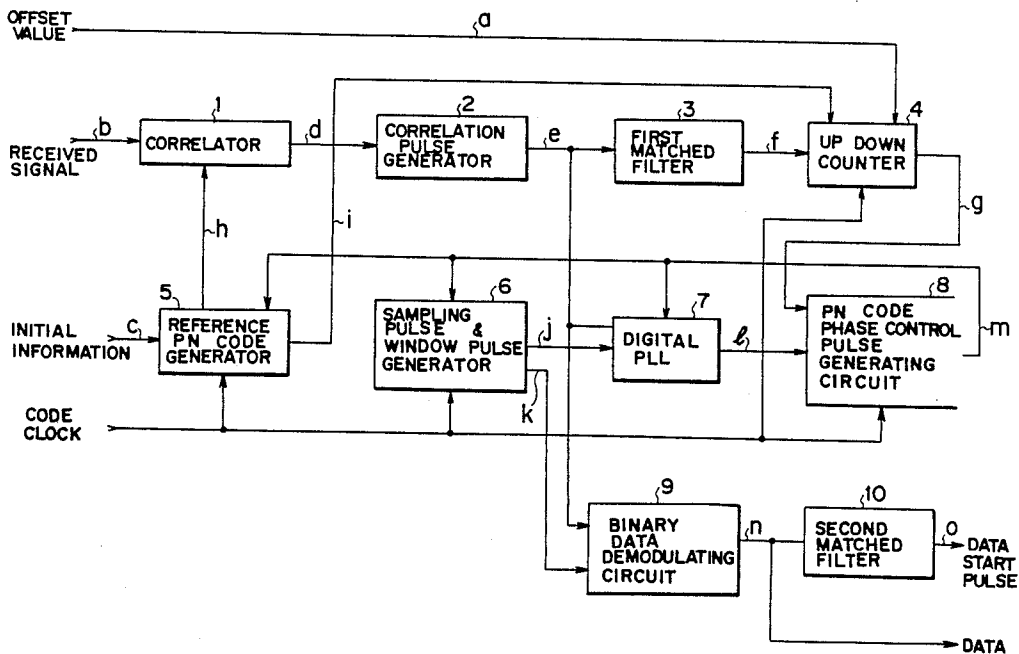 OFFSET
VALUE
a
1
2
3
4
b
CORRELATOR
d
CORRELATION
PULSE
GENERATOR
e
FIRST
MATCHED
FILTER
f
UP DOWN
COUNTER
RECEIVED
SIGNAL
g
h
i
5
6
7
8
INITIAL
INFORMATION
c
REFERENCE
PN CODE
GENERATOR
SAMPLING
PULSE &
WINDOW PULSE
GENERATOR
j
k
DIGITAL
PLL
ℓ
PN CODE
PHASE CONTROL
PULSE
GENERATING
CIRCUIT
m
CODE
CLOCK
9
10
BINARY
DATA
DEMODULATING
CIRCUIT
n
SECOND
MATCHED
FILTER
o
DATA
START
PULSE
DATA